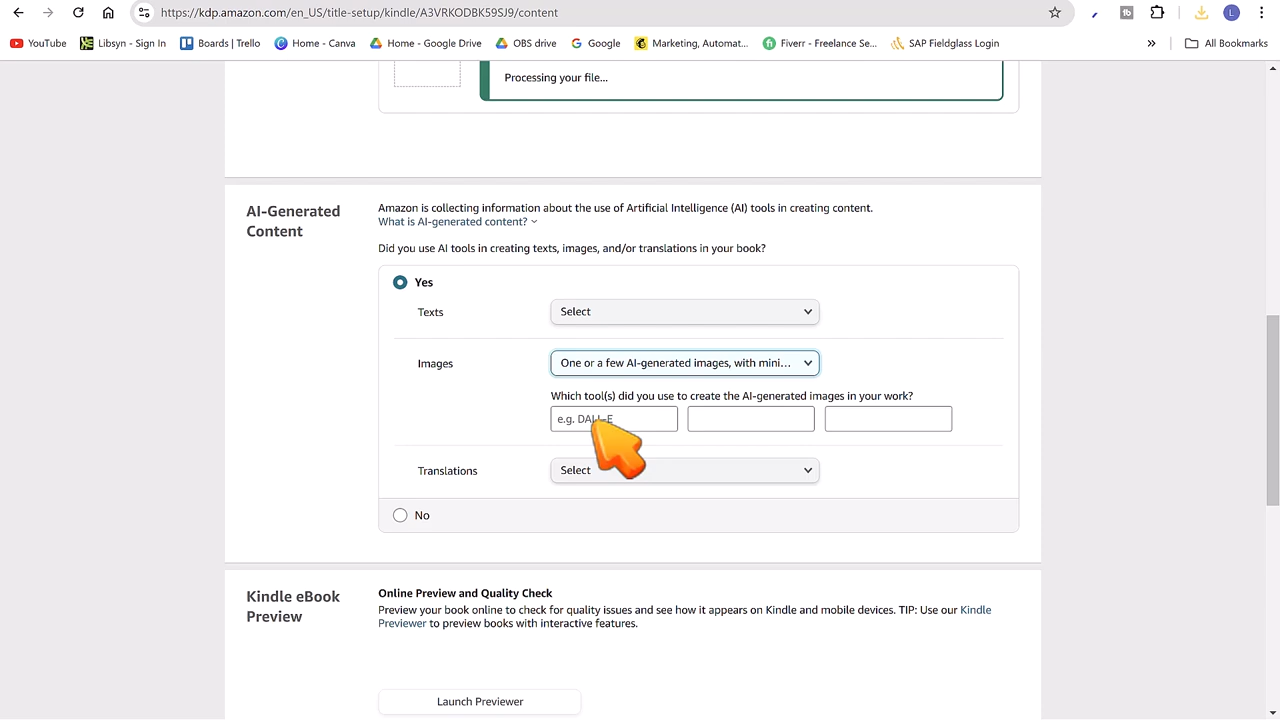 https://kdp.amazon.com/en_US/title-setup/kindle/A3VRKODBK59SJ9/content
YouTube Libsyn - Sign In Boards | Trello Home - Canva Home - Google Drive OBS drive Google Marketing, Automat... Fiverr - Freelance Se... SAP Fieldglass Login » All Bookmarks
Processing your file...
AI-Generated Content
Amazon is collecting information about the use of Artificial Intelligence (AI) tools in creating content.
What is AI-generated content?
Did you use AI tools in creating texts, images, and/or translations in your book?
Yes
Texts Select
Images One or a few AI-generated images, with mini...
Which tool(s) did you use to create the AI-generated images in your work?
e.g. DALL-E
Translations Select
No
Kindle eBook Preview
Online Preview and Quality Check
Preview your book online to check for quality issues and see how it appears on Kindle and mobile devices. TIP: Use our Kindle
Previewer to preview books with interactive features.
Launch Previewer